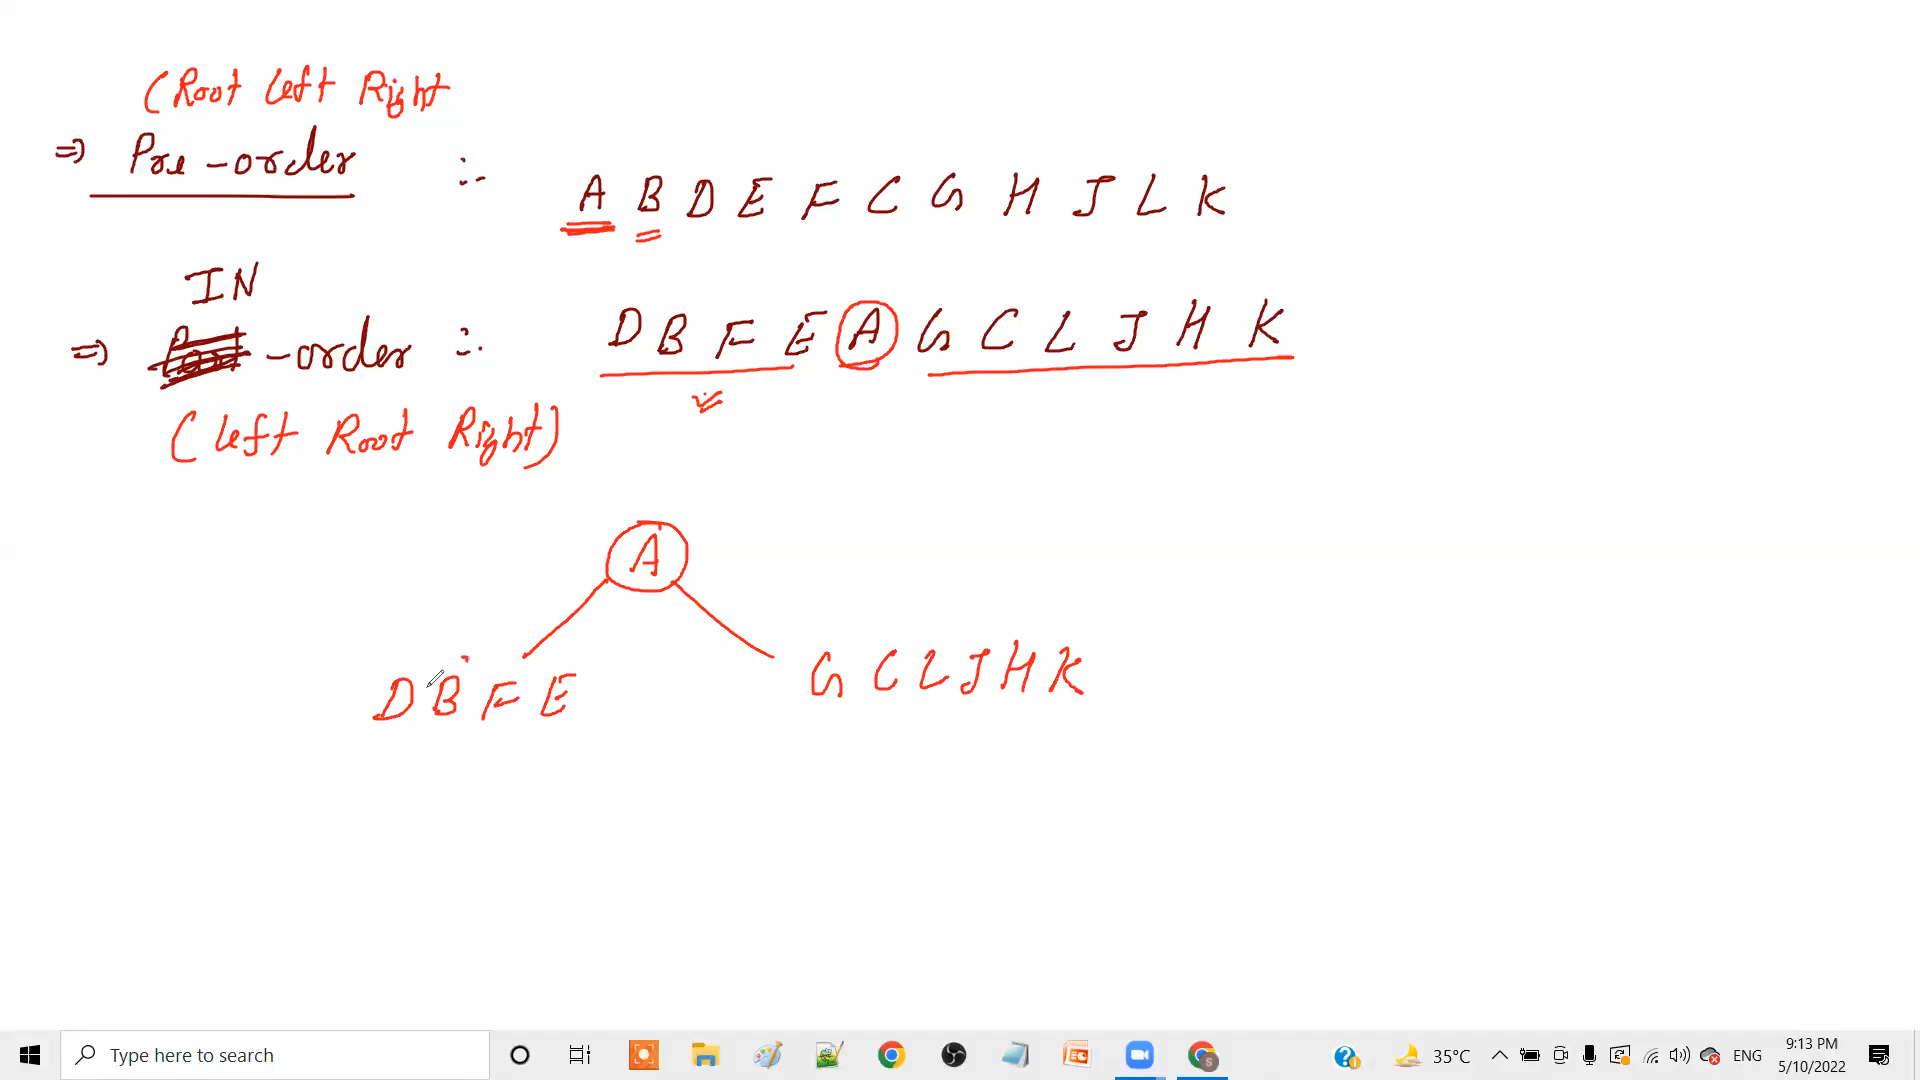 (Root Left Right
⇒ Pre-order :- A B D E F C G H J L K
IN
⇒ -order :- D B F E A G C L J H K
(Left Root Right)
A
D B F E G C L J H K
Type here to search
35°C
ENG
9:13 PM
5/10/2022